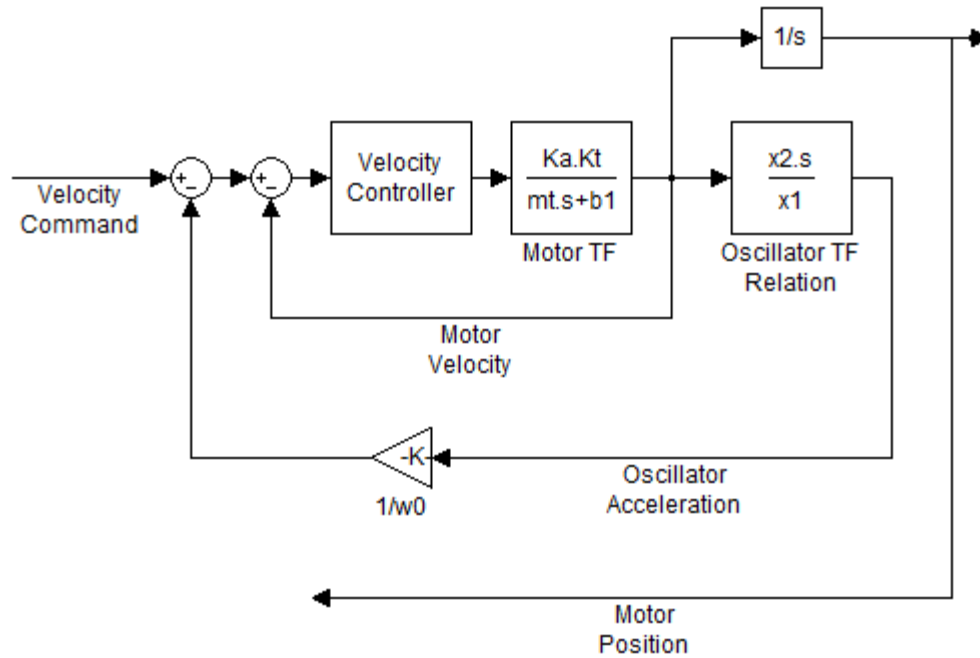 1/s
Velocity
Command
+
-
+
-
Velocity
Controller
Ka.Kt
mt.s+b1
Motor TF
x2.s
x1
Oscillator TF
Relation
Motor
Velocity
-K
1/w0
Oscillator
Acceleration
Motor
Position